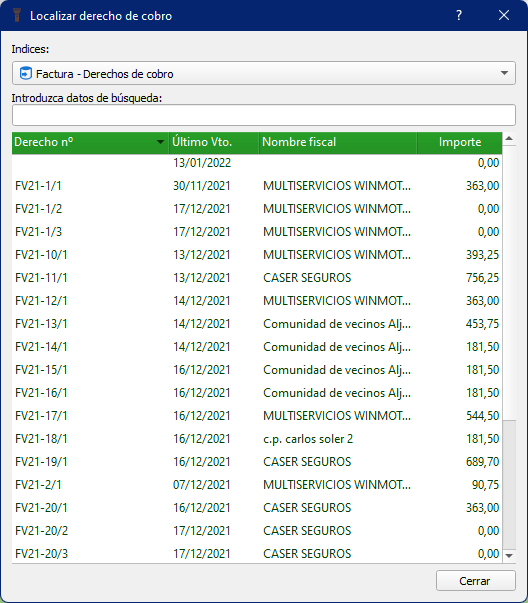 Localizar derecho de cobro
Indices:
Factura - Derechos de cobro
Introduzca datos de búsqueda:
Derecho nº Último Vto. Nombre fiscal Importe
13/01/2022 0,00
FV21-1/1 30/11/2021 MULTISERVICIOS WINMOT... 363,00
FV21-1/2 17/12/2021 MULTISERVICIOS WINMOT... 0,00
FV21-1/3 17/12/2021 MULTISERVICIOS WINMOT... 0,00
FV21-10/1 13/12/2021 MULTISERVICIOS WINMOT... 393,25
FV21-11/1 13/12/2021 CASER SEGUROS 756,25
FV21-12/1 14/12/2021 MULTISERVICIOS WINMOT... 363,00
FV21-13/1 14/12/2021 Comunidad de vecinos Alj... 453,75
FV21-14/1 14/12/2021 Comunidad de vecinos Alj... 181,50
FV21-15/1 16/12/2021 Comunidad de vecinos Alj... 181,50
FV21-16/1 16/12/2021 Comunidad de vecinos Alj... 181,50
FV21-17/1 16/12/2021 MULTISERVICIOS WINMOT... 544,50
FV21-18/1 16/12/2021 c.p. carlos soler 2 181,50
FV21-19/1 16/12/2021 CASER SEGUROS 689,70
FV21-2/1 07/12/2021 MULTISERVICIOS WINMOT... 90,75
FV21-20/1 16/12/2021 CASER SEGUROS 363,00
FV21-20/2 17/12/2021 CASER SEGUROS 0,00
FV21-20/3 17/12/2021 CASER SEGUROS 0,00
Cerrar